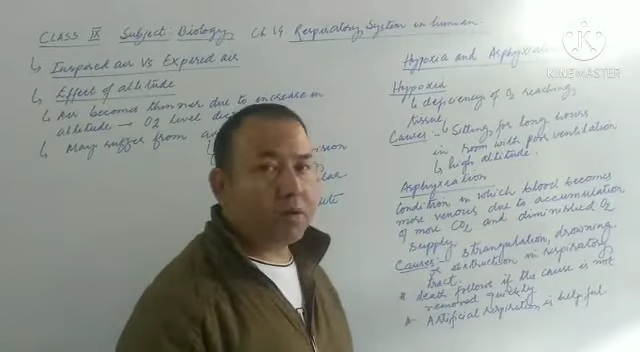 CLASS IX Subject: Biology, Ch 14 Respiratory System in human.
Inspired air vs Expired air
Effect of altitude
Air becomes thinner due to increase in
altitude → O2 level
May suffer from
Hypoxia and
KINEMASTER
Hypoxia
deficiency of O2 reaching
tissue,
Causes:- Sitting for long hours
in room with poor ventilation
high altitude.
Asphyxiation
Condition in which blood becomes
more venous due to accumulation
of more CO2 and diminished O2
supply.
Causes:- strangulation, drowning,
or obstruction in respiratory
tract.
* death follows if the cause is not
removed quickly
* Artificial respiration is helpful.